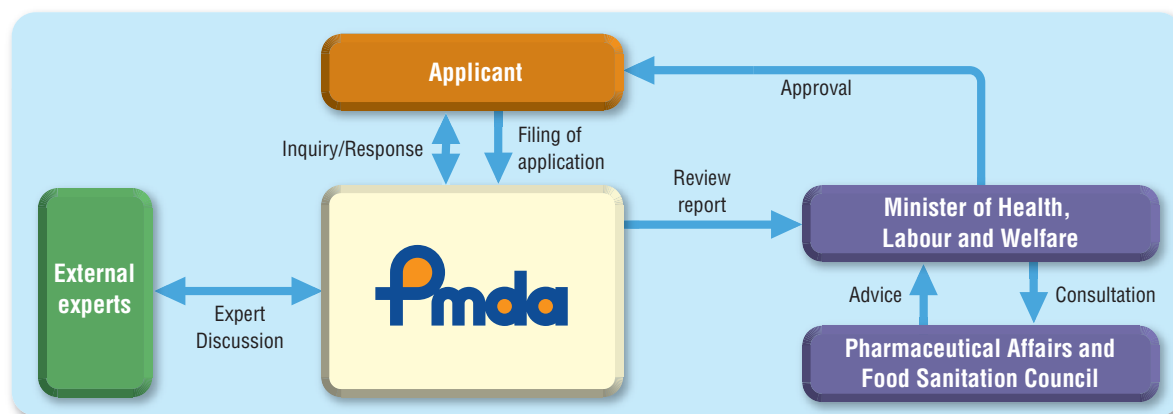 Applicant
Approval
Inquiry/Response
Filing of
application
Review
report
Minister of Health,
Labour and Welfare
External
experts
Expert
Discussion
Pmda
Advice
Consultation
Pharmaceutical Affairs and
Food Sanitation Council